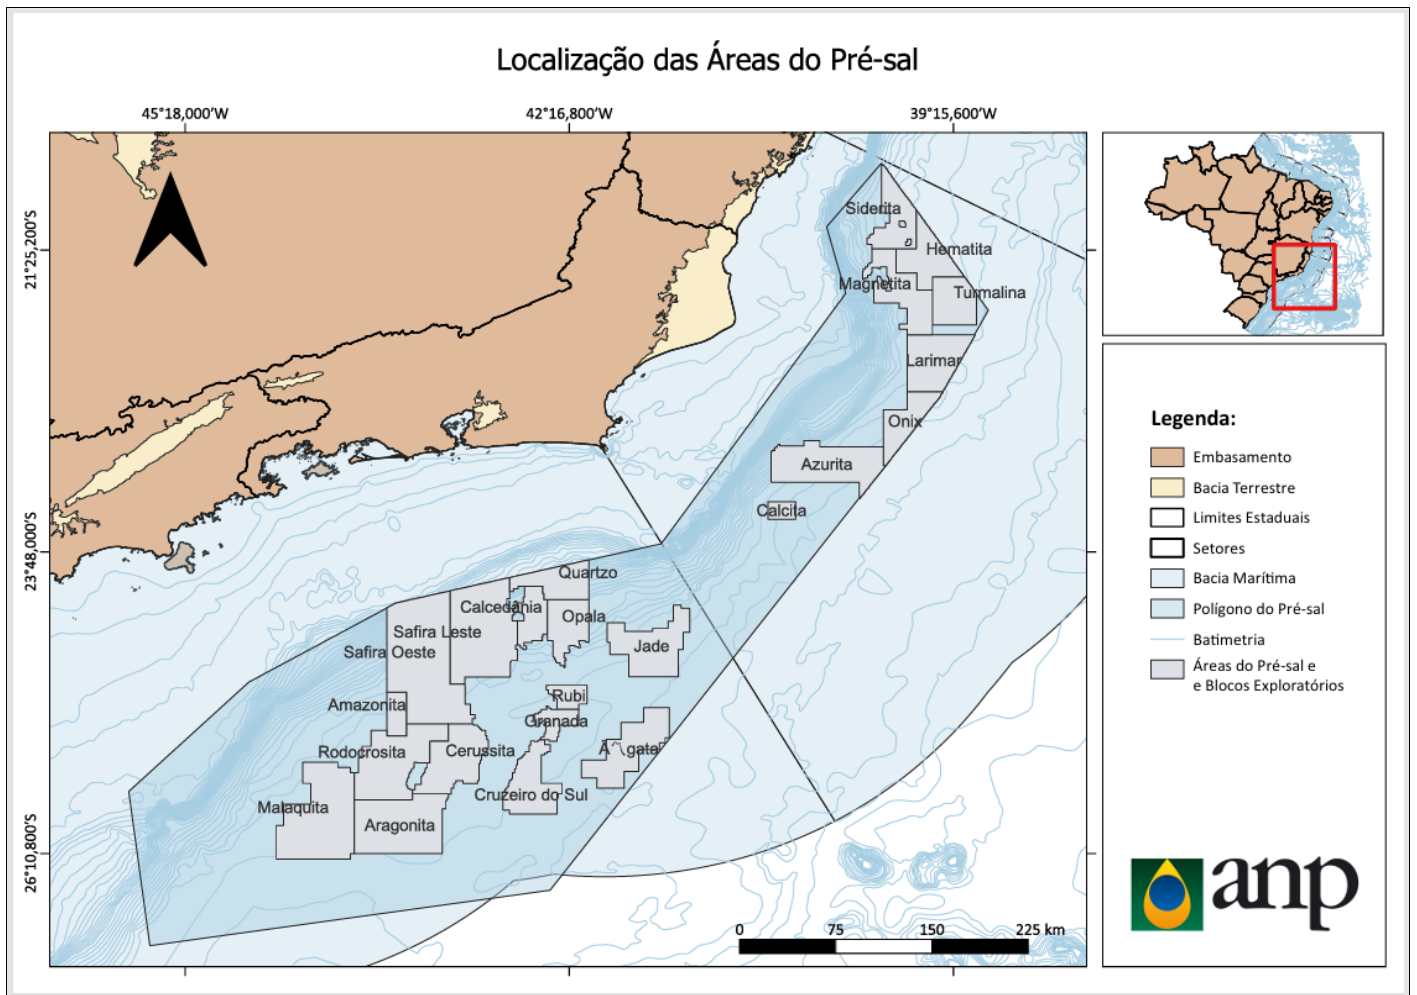 Localização das Áreas do Pré-sal
45°18,000'W
42°16,800'W
39°15,600'W
21°25,200'S
23°48,000'S
26°10,800'S
Siderita
Hematita
Magnetita
Turmalina
Larimar
Onix
Azurita
Calcita
Quartzo
Calcedânia
Opala
Safira Leste
Safira Oeste
Jade
Amazonita
Rubi
Granada
Rodocrosita
Cerussita
Ágata
Cruzeiro do Sul
Malaquita
Aragonita
0 75 150 225 km
Legenda:
Embasamento
Bacia Terrestre
Limites Estaduais
Setores
Bacia Marítima
Polígono do Pré-sal
Batimetria
Áreas do Pré-sal e
e Blocos Exploratórios
anp